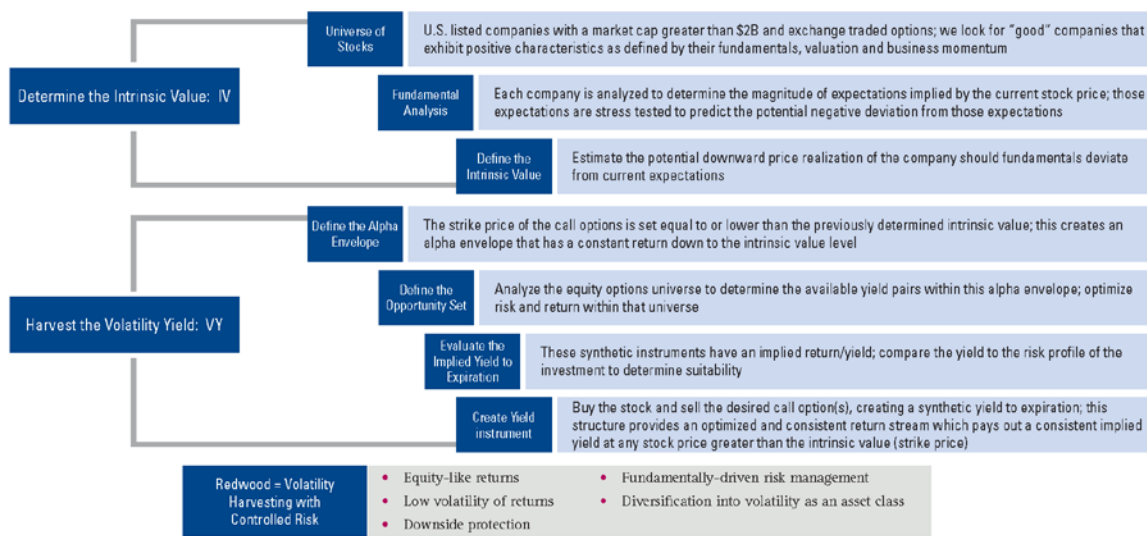 Universe of
Stocks
U.S. listed companies with a market cap greater than $2B and exchange traded options; we look for “good” companies that
exhibit positive characteristics as defined by their fundamentals, valuation and business momentum
Determine the Intrinsic Value: IV
Fundamental
Analysis
Each company is analyzed to determine the magnitude of expectations implied by the current stock price; those
expectations are stress tested to predict the potential negative deviation from those expectations
Define the
Intrinsic Value
Estimate the potential downward price realization of the company should fundamentals deviate
from current expectations
Define the Alpha
Envelope
The strike price of the call options is set equal to or lower than the previously determined intrinsic value; this creates an
alpha envelope that has a constant return down to the intrinsic value level
Define the
Opportunity Set
Analyze the equity options universe to determine the available yield pairs within this alpha envelope; optimize
risk and return within that universe
Harvest the Volatility Yield: VY
Evaluate the
Implied Yield to
Expiration
These synthetic instruments have an implied return/yield; compare the yield to the risk profile of the
investment to determine suitability
Create Yield
instrument
Buy the stock and sell the desired call option(s), creating a synthetic yield to expiration; this
structure provides an optimized and consistent return stream which pays out a consistent implied
yield at any stock price greater than the intrinsic value (strike price)
Redwood = Volatility
Harvesting with
Controlled Risk
• Equity-like returns
• Low volatility of returns
• Downside protection
• Fundamentally-driven risk management
• Diversification into volatility as an asset class